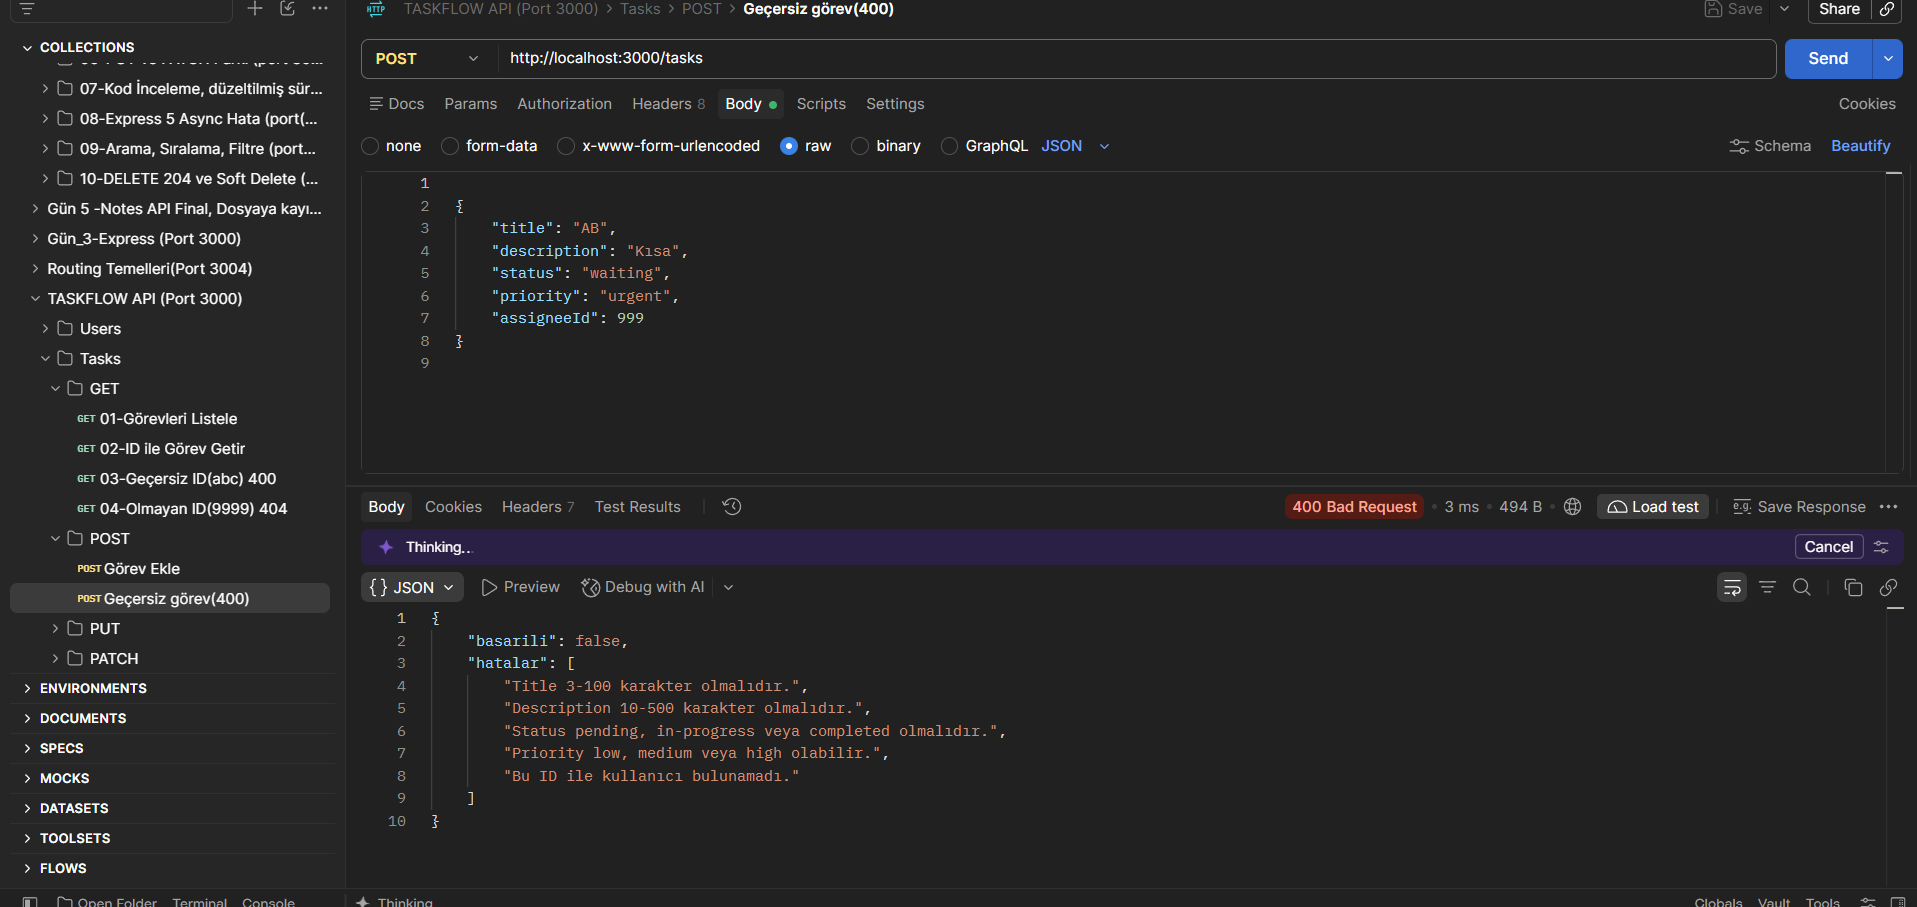 HTTP TASKFLOW API (Port 3000) > Tasks > POST > Geçersiz görev(400)
Save
Share
COLLECTIONS
07-Kod İnceleme, düzeltilmiş sür...
08-Express 5 Async Hata (port(...
09-Arama, Sıralama, Filtre (port...
10-DELETE 204 ve Soft Delete (...
Gün 5 -Notes API Final, Dosyaya kayı...
Gün_3-Express (Port 3000)
Routing Temelleri(Port 3004)
TASKFLOW API (Port 3000)
Users
Tasks
GET
GET 01-Görevleri Listele
GET 02-ID ile Görev Getir
GET 03-Geçersiz ID(abc) 400
GET 04-Olmayan ID(9999) 404
POST
POST Görev Ekle
POST Geçersiz görev(400)
PUT
PATCH
ENVIRONMENTS
DOCUMENTS
SPECS
MOCKS
DATASETS
TOOLSETS
FLOWS
POST http://localhost:3000/tasks Send
Docs Params Authorization Headers 8 Body Scripts Settings Cookies
none form-data x-www-form-urlencoded raw binary GraphQL JSON Schema Beautify
1
2 {
3 "title": "AB",
4 "description": "Kısa",
5 "status": "waiting",
6 "priority": "urgent",
7 "assigneeId": 999
8 }
9
Body Cookies Headers 7 Test Results 400 Bad Request • 3 ms • 494 B • Load test e.g. Save Response
Thinking... Cancel
{} JSON Preview Debug with AI
1 {
2 "basarili": false,
3 "hatalar": [
4 "Title 3-100 karakter olmalıdır.",
5 "Description 10-500 karakter olmalıdır.",
6 "Status pending, in-progress veya completed olmalıdır.",
7 "Priority low, medium veya high olabilir.",
8 "Bu ID ile kullanıcı bulunamadı."
9 ]
10 }
Open Folder Terminal Console Thinking Globals Vault Tools